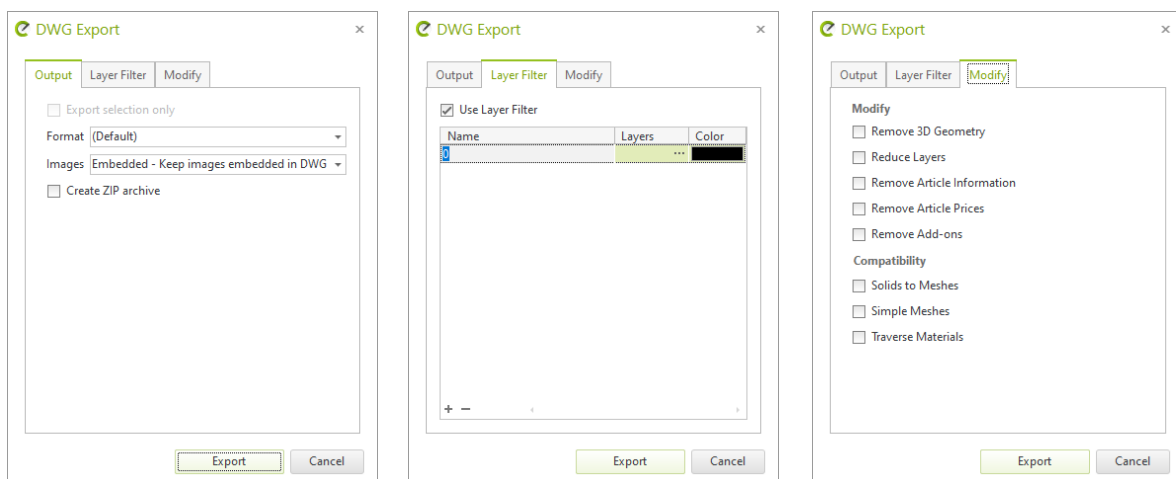 DWG Export
Output Layer Filter Modify
Export selection only
Format (Default)
Images Embedded - Keep images embedded in DWG
Create ZIP archive
Export Cancel
DWG Export
Output Layer Filter Modify
Use Layer Filter
Name Layers Color
0 ...
+ −
Export Cancel
DWG Export
Output Layer Filter Modify
Modify
Remove 3D Geometry
Reduce Layers
Remove Article Information
Remove Article Prices
Remove Add-ons
Compatibility
Solids to Meshes
Simple Meshes
Traverse Materials
Export Cancel